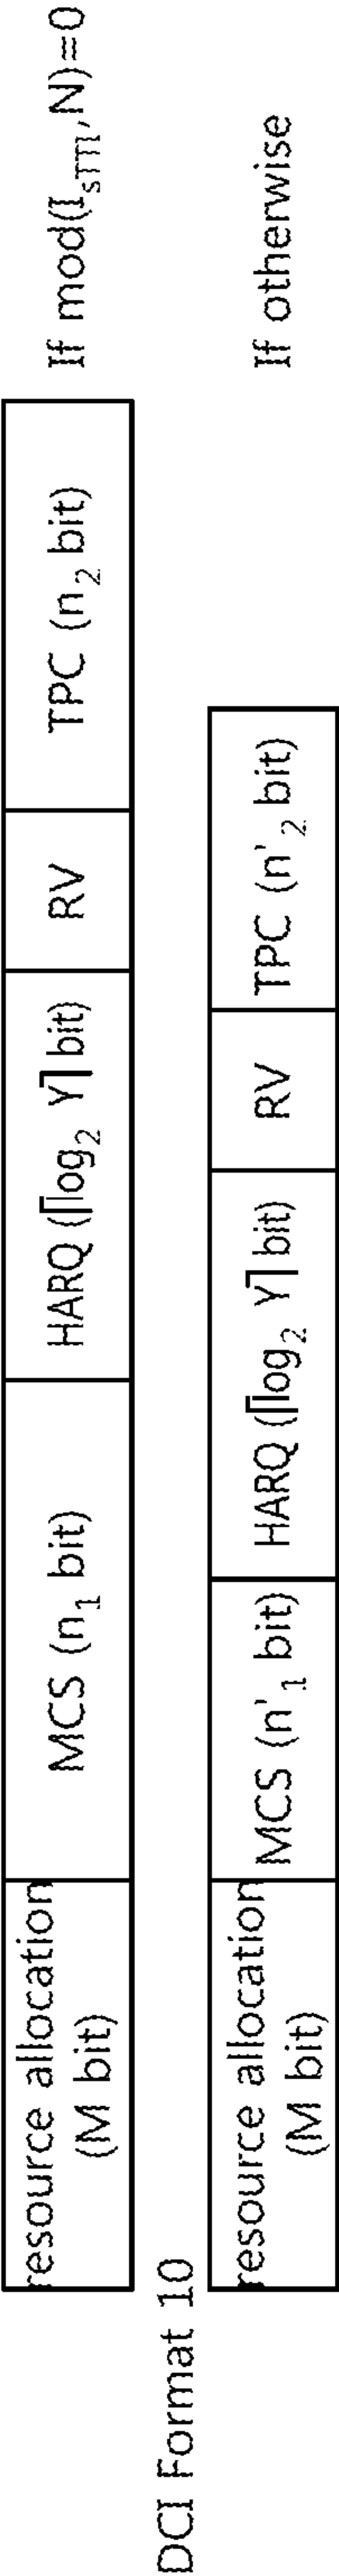 DCI Format 10
resource allocation
(M bit)
MCS (n₁ bit)
HARQ (⌈log₂ Y⌉ bit)
RV
TPC (n₂ bit)
If mod(I_sTTI, N)=0
resource allocation
(M bit)
MCS (n'₁ bit)
HARQ (⌈log₂ Y⌉ bit)
RV
TPC (n'₂ bit)
If otherwise